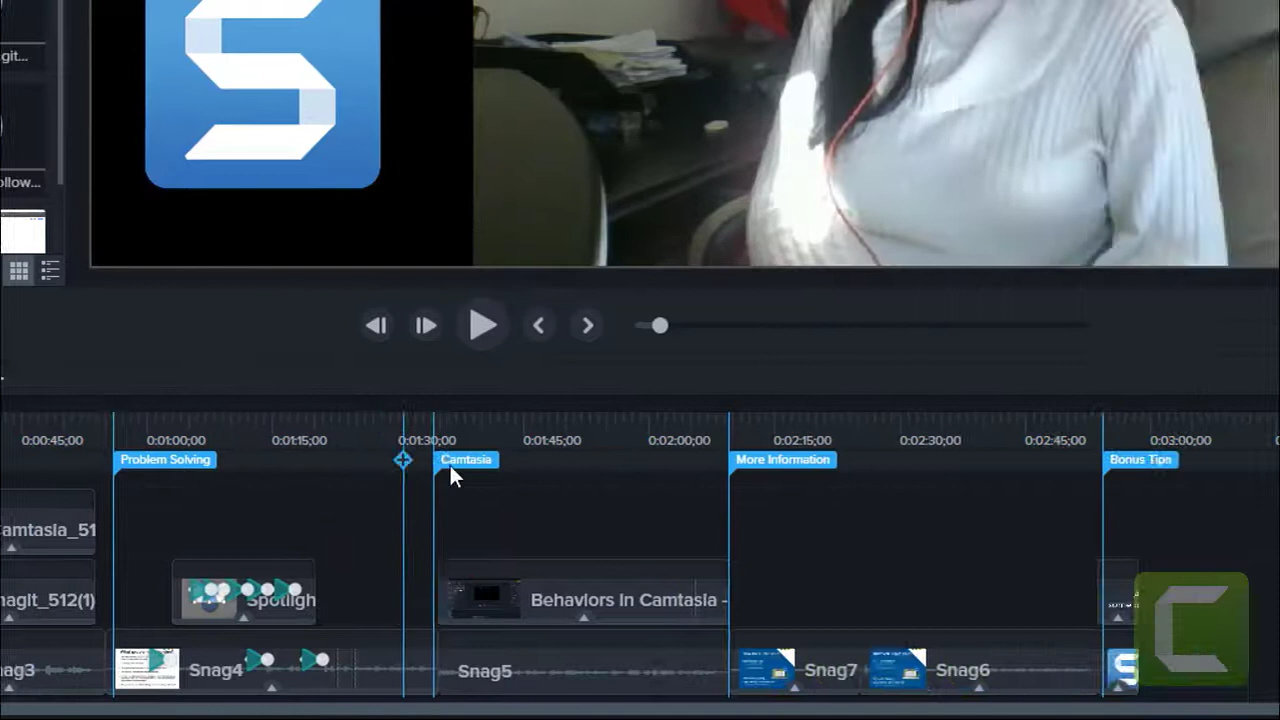 git...
ollow...
0:00:45;00 0:01:00;00 0:01:15;00 0:01:30;00 0:01:45;00 0:02:00;00 0:02:15;00 0:02:30;00 0:02:45;00 0:03:00;00
Problem Solving Camtasia More Information Bonus Tips
amtasia_51
nagit_512(1) Spotligh Behaviors in Camtasia -
nag3 Snag4 Snag5 Snag7 Snag6